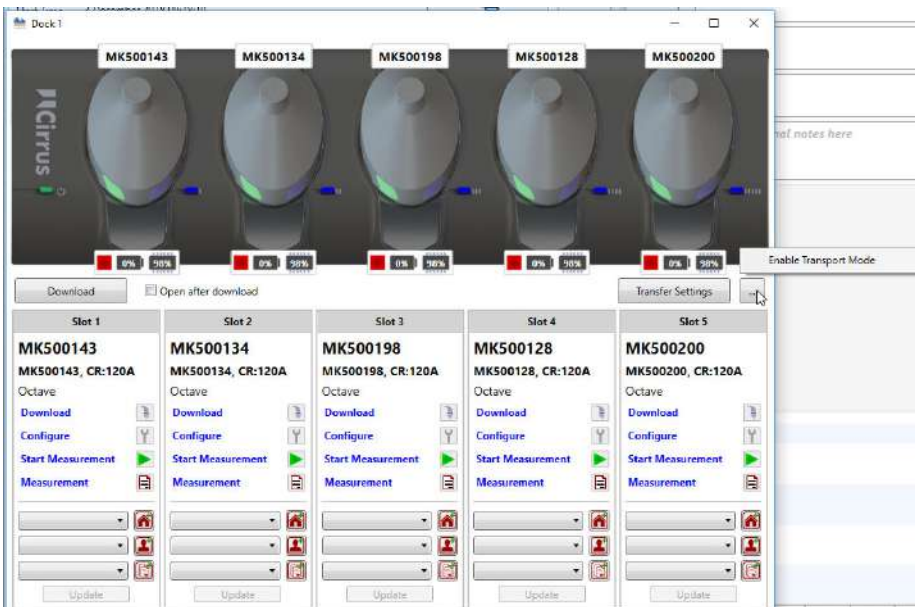 Dock 1
MK500143 MK500134 MK500198 MK500128 MK500200
Cirrus
0% 98% 0% 98% 0% 98% 0% 98% 0% 98%
nal notes here
Enable Transport Mode
Download Open after download Transfer Settings ...
Slot 1 Slot 2 Slot 3 Slot 4 Slot 5
MK500143 MK500134 MK500198 MK500128 MK500200
MK500143, CR:120A MK500134, CR:120A MK500198, CR:120A MK500128, CR:120A MK500200, CR:120A
Octave Octave Octave Octave Octave
Download Download Download Download Download
Configure Configure Configure Configure Configure
Start Measurement Start Measurement Start Measurement Start Measurement Start Measurement
Measurement Measurement Measurement Measurement Measurement
Update Update Update Update Update